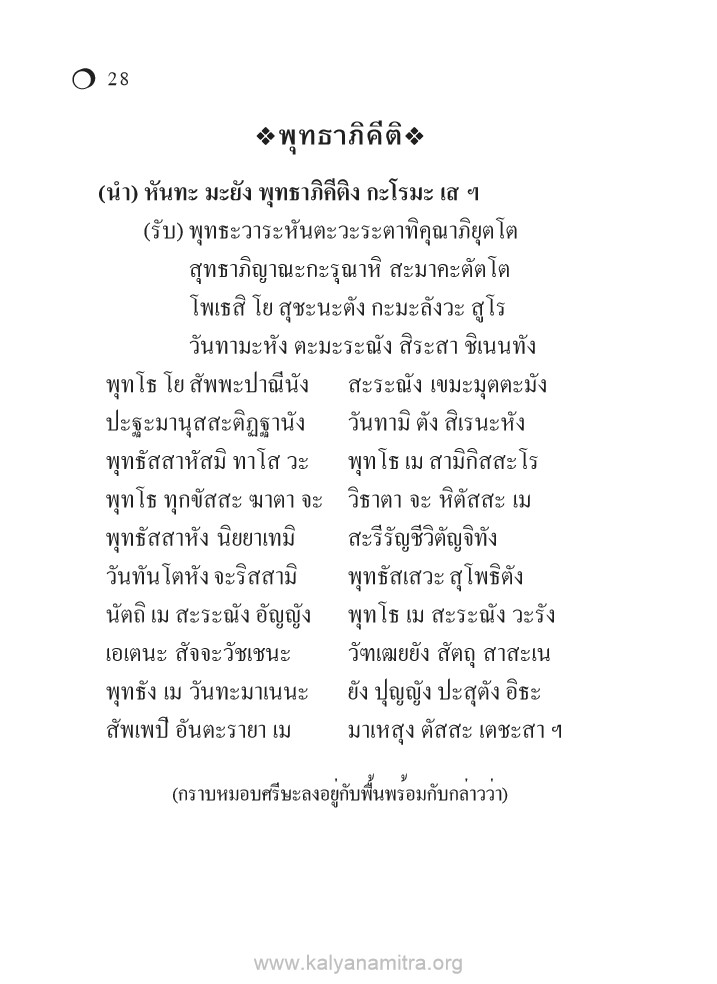 28
❖พุทธาภิคีติ❖
(นำ) หันทะ มะยัง พุทธาภิคีติง กะโรมะ เส ฯ
(รับ) พุทธะวาระหันตะวะระตาทิคุณาภิยุตโต
สุทธาภิญาณะกะรุณาหิ สะมาคะตัตโต
โพเธสิ โย สุชะนะตัง กะมะลังวะ สูโร
วันทามะหัง ตะมะระณัง สิระสา ชิเนนทัง
พุทโธ โย สัพพะปาณีนัง สะระณัง เขมะมุตตะมัง
ปะฐะมานุสสะติฏฐานัง วันทามิ ตัง สิเรนะหัง
พุทธัสสาหัสมิ ทาโส วะ พุทโธ เม สามิกิสสะโร
พุทโธ ทุกขัสสะ ฆาตา จะ วิธาตา จะ หิตัสสะ เม
พุทธัสสาหัง นิยยาเทมิ สะรีรัญชีวิตัญจิทัง
วันทันโตหัง จะริสสามิ พุทธัสเสวะ สุโพธิตัง
นัตถิ เม สะระณัง อัญญัง พุทโธ เม สะระณัง วะรัง
เอเตนะ สัจจะวัชเชนะ วัฑเฒยยัง สัตถุ สาสะเน
พุทธัง เม วันทะมาเนนะ ยัง ปุญญัง ปะสุตัง อิธะ
สัพเพปี อันตะรายา เม มาเหสุง ตัสสะ เตชะสา ฯ
(กราบหมอบศรีษะลงอยู่กับพื้นพร้อมกับกล่าวว่า)
www.kalyanamitra.org